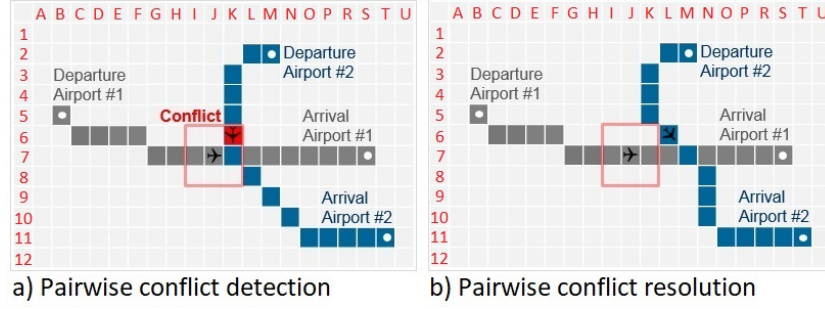 A B C D E F G H I J K L M N O P R S T U
1
2
3
4
5
6
7
8
9
10
11
12
Departure
Airport #2
Departure
Airport #1
Conflict
Arrival
Airport #1
Arrival
Airport #2
a) Pairwise conflict detection
A B C D E F G H I J K L M N O P R S T U
1
2
3
4
5
6
7
8
9
10
11
12
Departure
Airport #2
Departure
Airport #1
Arrival
Airport #1
Arrival
Airport #2
b) Pairwise conflict resolution